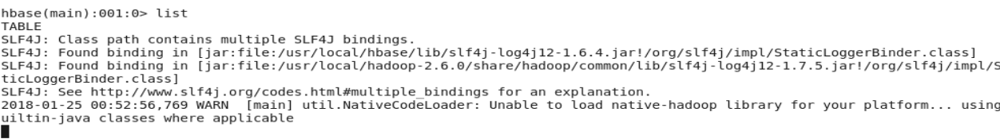 hbase(main):001:0> list
TABLE
SLF4J: Class path contains multiple SLF4J bindings.
SLF4J: Found binding in [jar:file:/usr/local/hbase/lib/slf4j-log4j12-1.6.4.jar!/org/slf4j/impl/StaticLoggerBinder.class]
SLF4J: Found binding in [jar:file:/usr/local/hadoop-2.6.0/share/hadoop/common/lib/slf4j-log4j12-1.7.5.jar!/org/slf4j/impl/S
ticLoggerBinder.class]
SLF4J: See http://www.slf4j.org/codes.html#multiple_bindings for an explanation.
2018-01-25 00:52:56,769 WARN  [main] util.NativeCodeLoader: Unable to load native-hadoop library for your platform... using
uiltin-java classes where applicable